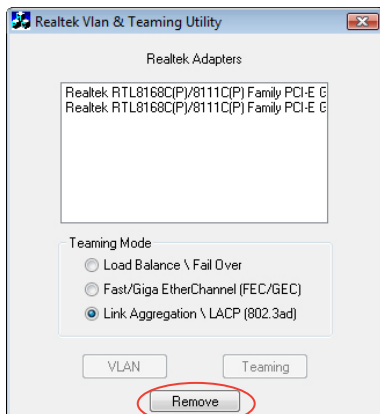 Realtek Vlan & Teaming Utility
Realtek Adapters
Realtek RTL8168C(P)/8111C(P) Family PCI-E G
Realtek RTL8168C(P)/8111C(P) Family PCI-E G
Teaming Mode
Load Balance \ Fail Over
Fast/Giga EtherChannel (FEC/GEC)
Link Aggregation \ LACP (802.3ad)
VLAN Teaming
Remove